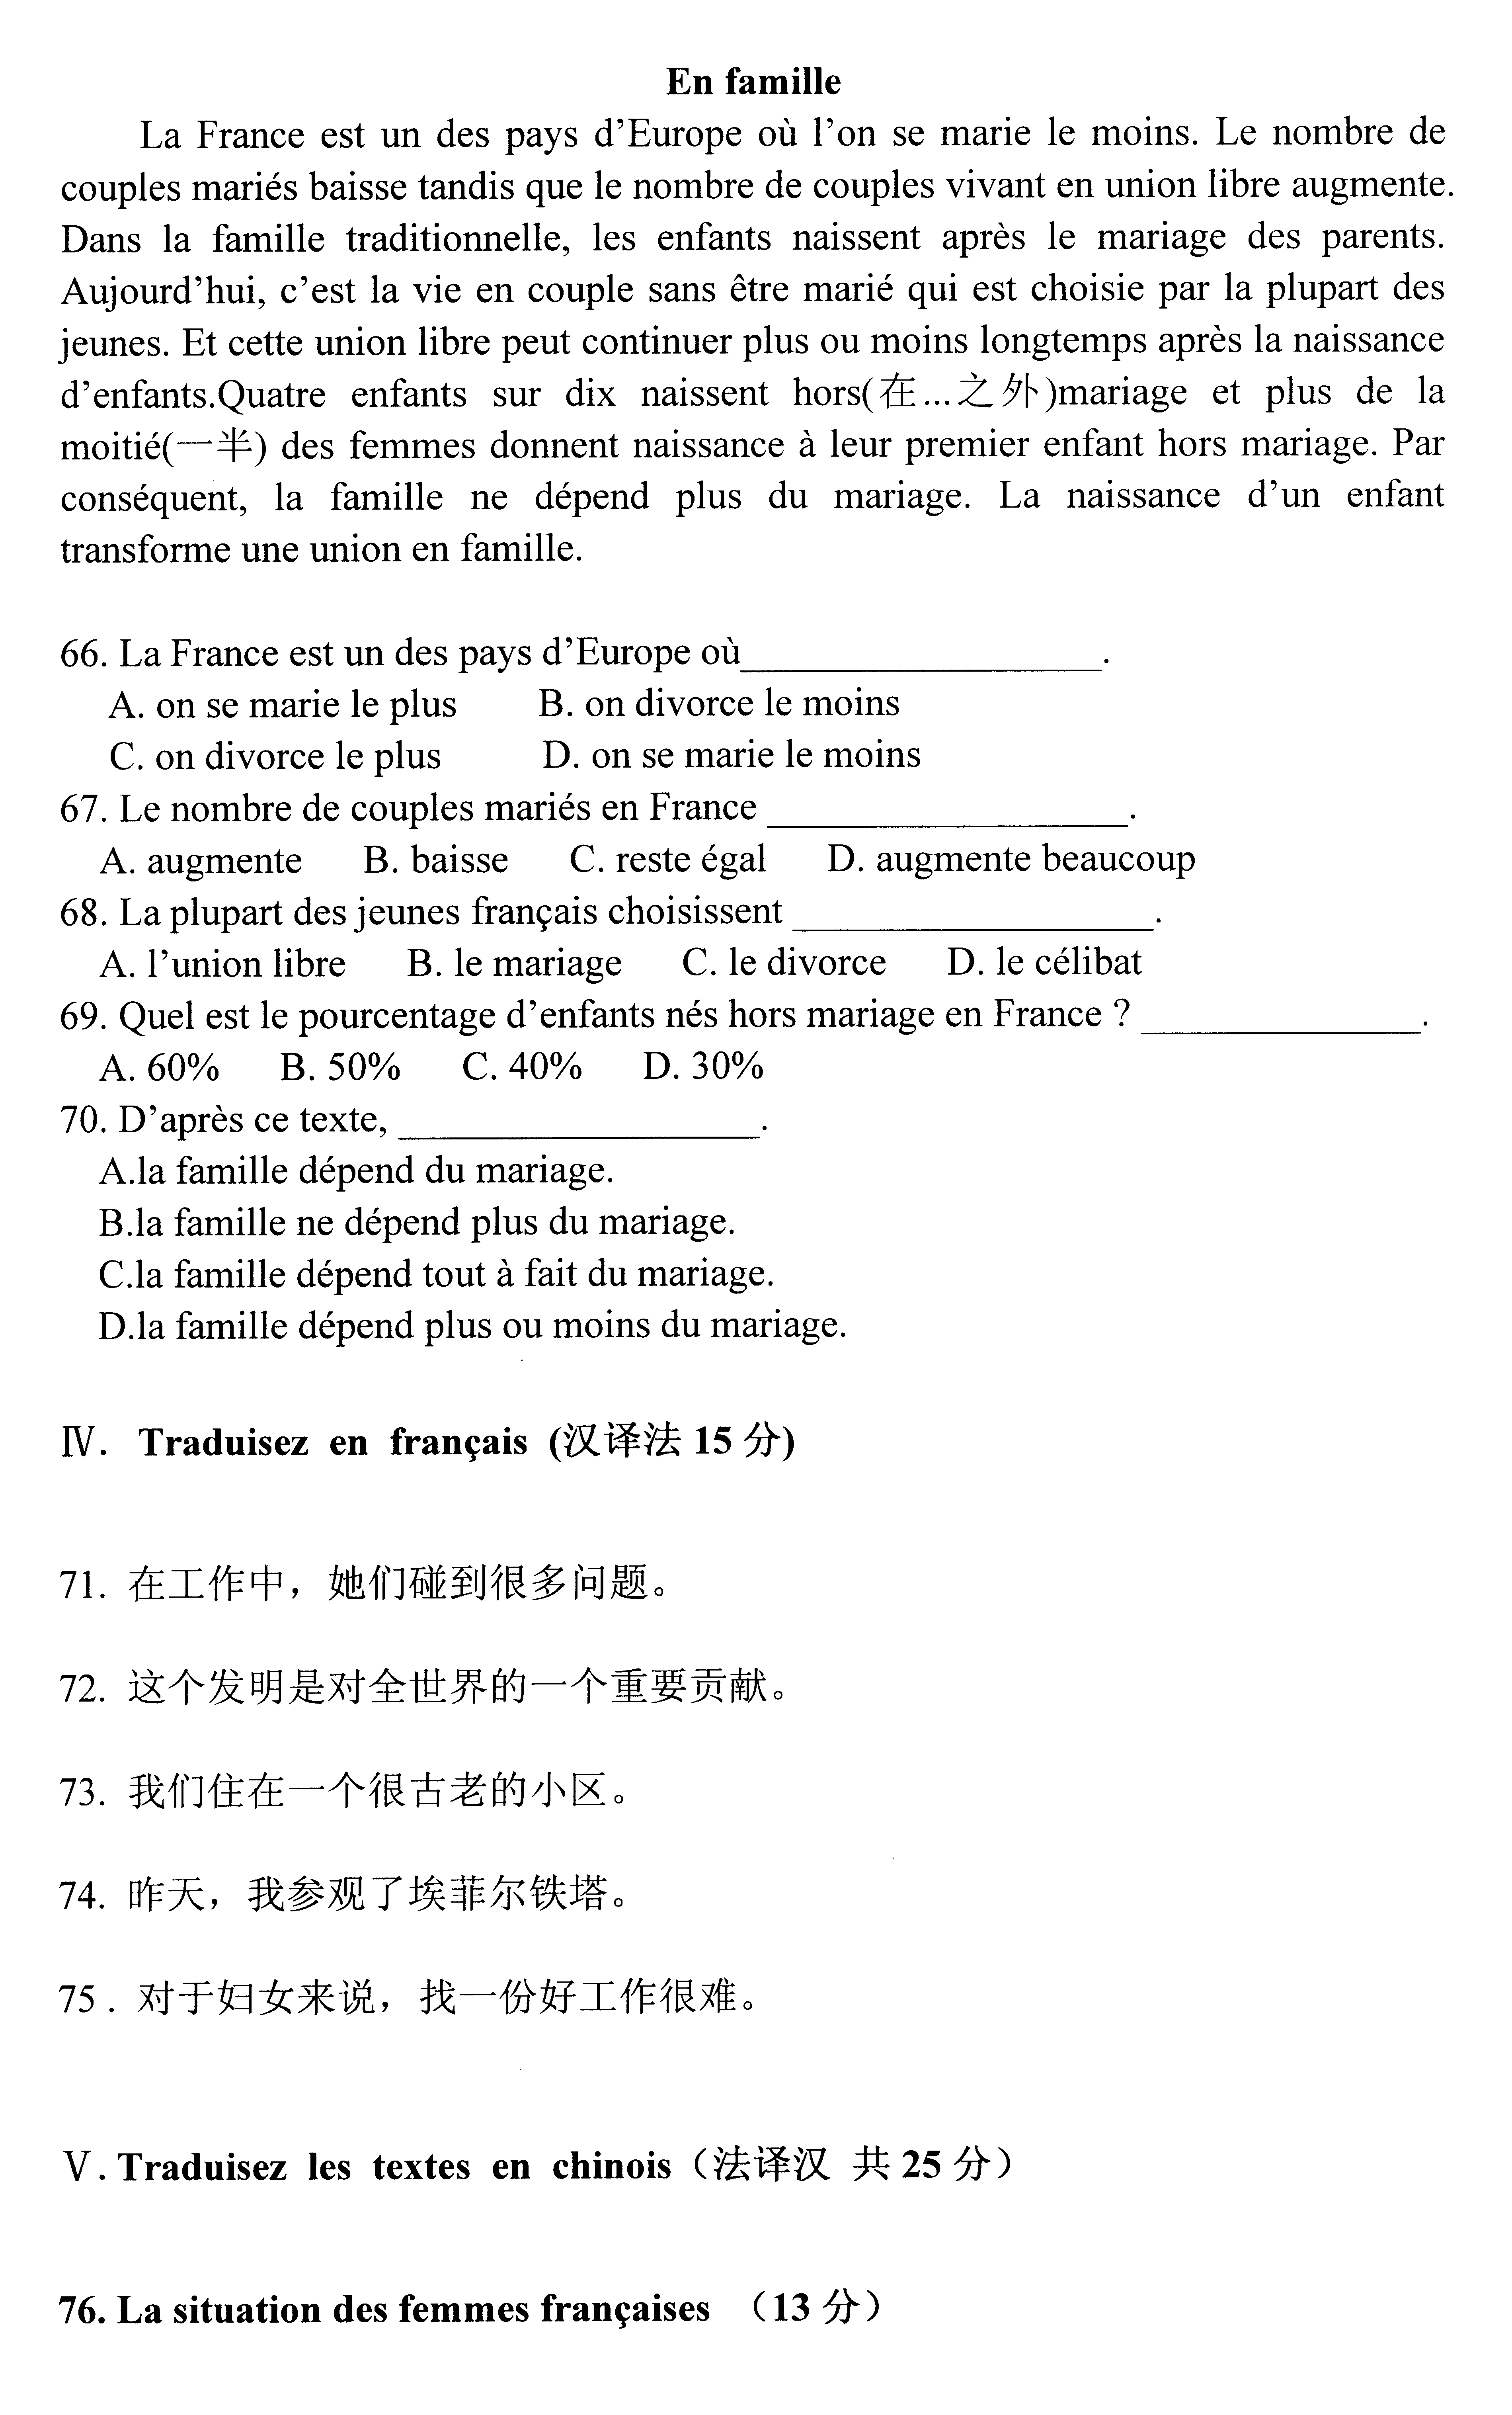 En famille
La France est un des pays d’Europe où l’on se marie le moins. Le nombre de
couples mariés baisse tandis que le nombre de couples vivant en union libre augmente.
Dans la famille traditionnelle, les enfants naissent après le mariage des parents.
Aujourd’hui, c’est la vie en couple sans être marié qui est choisie par la plupart des
jeunes. Et cette union libre peut continuer plus ou moins longtemps après la naissance
d’enfants.Quatre enfants sur dix naissent hors(在…之外)mariage et plus de la
moitié(一半) des femmes donnent naissance à leur premier enfant hors mariage. Par
conséquent, la famille ne dépend plus du mariage. La naissance d’un enfant
transforme une union en famille.
66. La France est un des pays d’Europe où__________________.
A. on se marie le plus B. on divorce le moins
C. on divorce le plus D. on se marie le moins
67. Le nombre de couples mariés en France __________________.
A. augmente B. baisse C. reste égal D. augmente beaucoup
68. La plupart des jeunes français choisissent __________________.
A. l’union libre B. le mariage C. le divorce D. le célibat
69. Quel est le pourcentage d’enfants nés hors mariage en France ? ______________.
A. 60% B. 50% C. 40% D. 30%
70. D’après ce texte, __________________.
A.la famille dépend du mariage.
B.la famille ne dépend plus du mariage.
C.la famille dépend tout à fait du mariage.
D.la famille dépend plus ou moins du mariage.
Ⅳ. Traduisez en français (汉译法 15 分)
71. 在工作中，她们碰到很多问题。
72. 这个发明是对全世界的一个重要贡献。
73. 我们住在一个很古老的小区。
74. 昨天，我参观了埃菲尔铁塔。
75 . 对于妇女来说，找一份好工作很难。
Ⅴ. Traduisez les textes en chinois（法译汉 共 25 分）
76. La situation des femmes françaises （13 分）